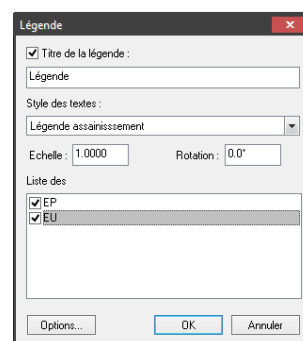 Légende
Titre de la légende :
Légende
Style des textes :
Légende assainisssement
Echelle : 1.0000 Rotation : 0.0°
Liste des
EP
EU
Options... OK Annuler